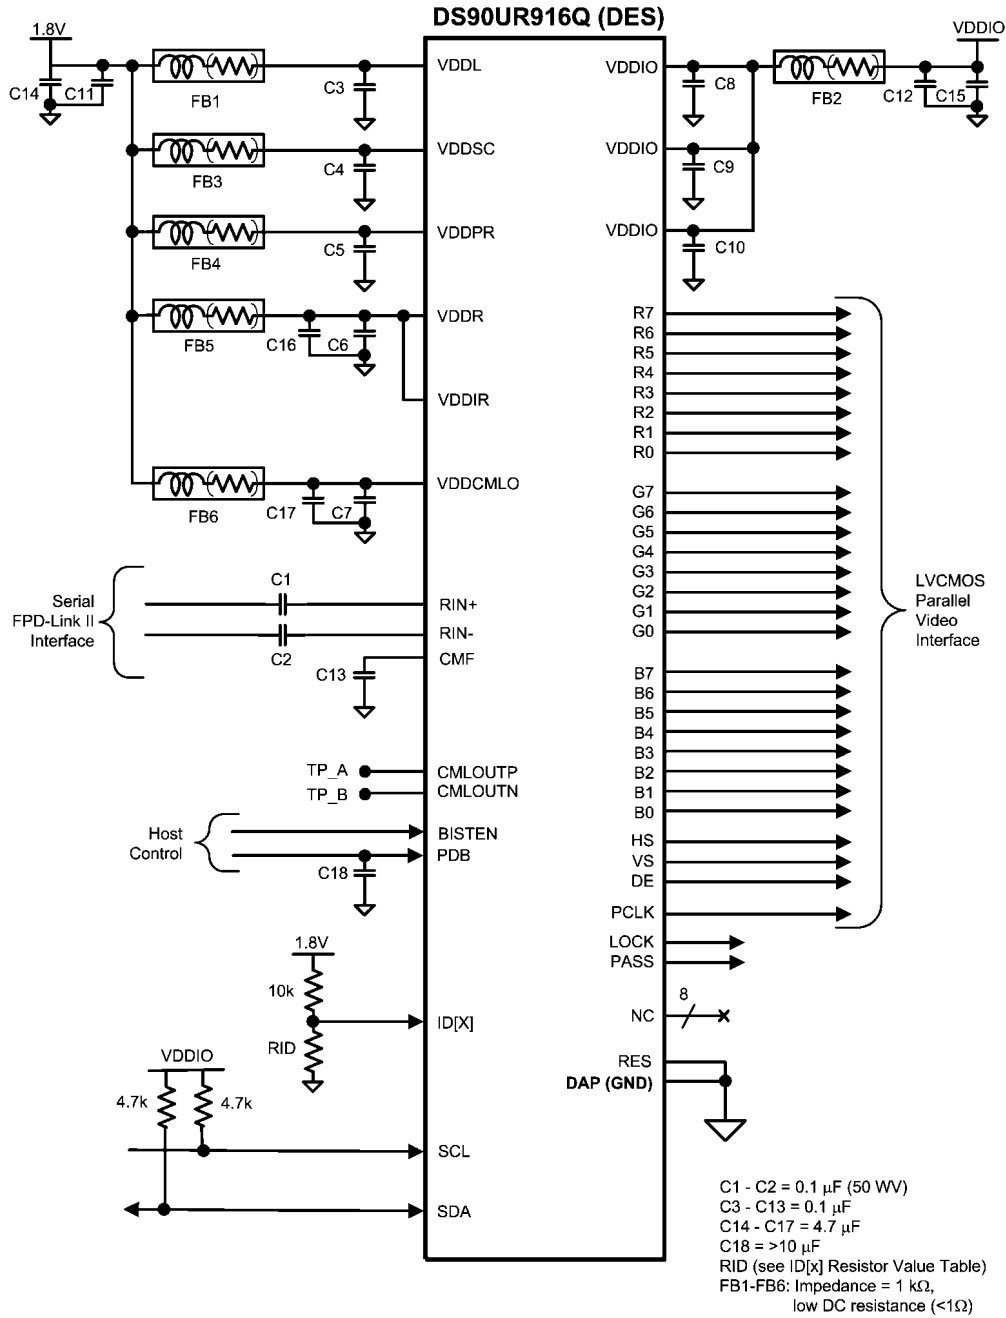 DS90UR916Q (DES)
1.8V
VDDIO
C14
C11
FB1
C3
VDDL
VDDIO
C8
FB2
C12
C15
FB3
C4
VDDSC
VDDIO
C9
FB4
C5
VDDPR
VDDIO
C10
FB5
C16
C6
VDDR
VDDIR
FB6
C17
C7
VDDCMLO
R7
R6
R5
R4
R3
R2
R1
R0
G7
G6
G5
G4
G3
G2
G1
G0
B7
B6
B5
B4
B3
B2
B1
B0
HS
VS
DE
PCLK
LVCMOS
Parallel
Video
Interface
Serial
FPD-Link II
Interface
C1
C2
RIN+
RIN-
C13
CMF
TP_A
TP_B
CMLOUTP
CMLOUTN
Host
Control
BISTEN
PDB
C18
LOCK
PASS
1.8V
10k
RID
ID[X]
NC
8
RES
DAP (GND)
VDDIO
4.7k
4.7k
SCL
SDA
C1 - C2 = 0.1 μF (50 WV)
C3 - C13 = 0.1 μF
C14 - C17 = 4.7 μF
C18 = >10 μF
RID (see ID[x] Resistor Value Table)
FB1-FB6: Impedance = 1 kΩ,
low DC resistance (<1Ω)